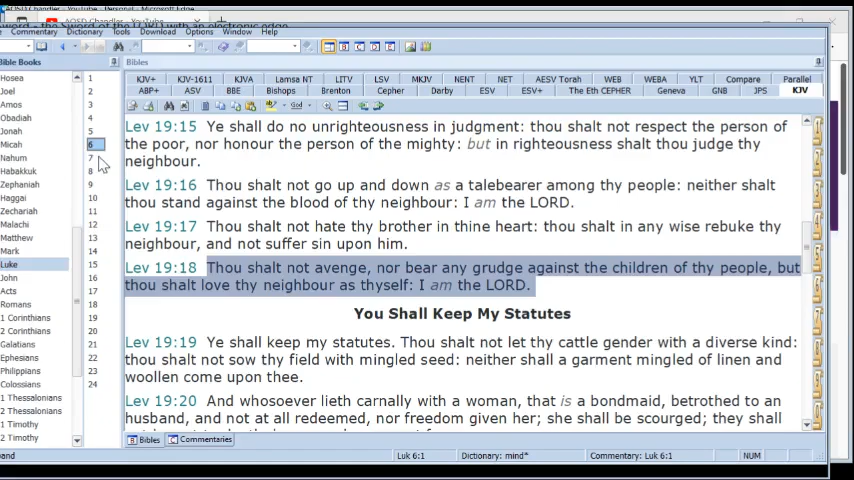 AOSD Chandler - YouTube - Personal - Microsoft Edge
Sword - the Sword of the LORD with an electronic edge
Commentary Dictionary Tools Download Options Window Help
Bible Books
Bibles
KJV+ KJV-1611 KJVA Lamsa NT LITV LSV MKJV NENT NET AESV Torah WEB WEBA YLT Compare Parallel
ABP+ ASV BBE Bishops Brenton Cepher Darby ESV ESV+ The Eth CEPHER Geneva GNB JPS KJV
Hosea
Joel
Amos
Obadiah
Jonah
Micah
Nahum
Habakkuk
Zephaniah
Haggai
Zechariah
Malachi
Matthew
Mark
Luke
John
Acts
Romans
1 Corinthians
2 Corinthians
Galatians
Ephesians
Philippians
Colossians
1 Thessalonians
2 Thessalonians
1 Timothy
2 Timothy
1
2
3
4
5
6
7
8
9
10
11
12
13
14
15
16
17
18
19
20
21
22
23
24
Lev 19:15 Ye shall do no unrighteousness in judgment: thou shalt not respect the person of
the poor, nor honour the person of the mighty: but in righteousness shalt thou judge thy
neighbour.
Lev 19:16 Thou shalt not go up and down as a talebearer among thy people: neither shalt
thou stand against the blood of thy neighbour: I am the LORD.
Lev 19:17 Thou shalt not hate thy brother in thine heart: thou shalt in any wise rebuke thy
neighbour, and not suffer sin upon him.
Lev 19:18 Thou shalt not avenge, nor bear any grudge against the children of thy people, but
thou shalt love thy neighbour as thyself: I am the LORD.
You Shall Keep My Statutes
Lev 19:19 Ye shall keep my statutes. Thou shalt not let thy cattle gender with a diverse kind:
thou shalt not sow thy field with mingled seed: neither shall a garment mingled of linen and
woollen come upon thee.
Lev 19:20 And whosoever lieth carnally with a woman, that is a bondmaid, betrothed to an
husband, and not at all redeemed, nor freedom given her; she shall be scourged; they shall
Bibles Commentaries
Luk 6:1 Dictionary: mind* Commentary: Luk 6:1 NUM